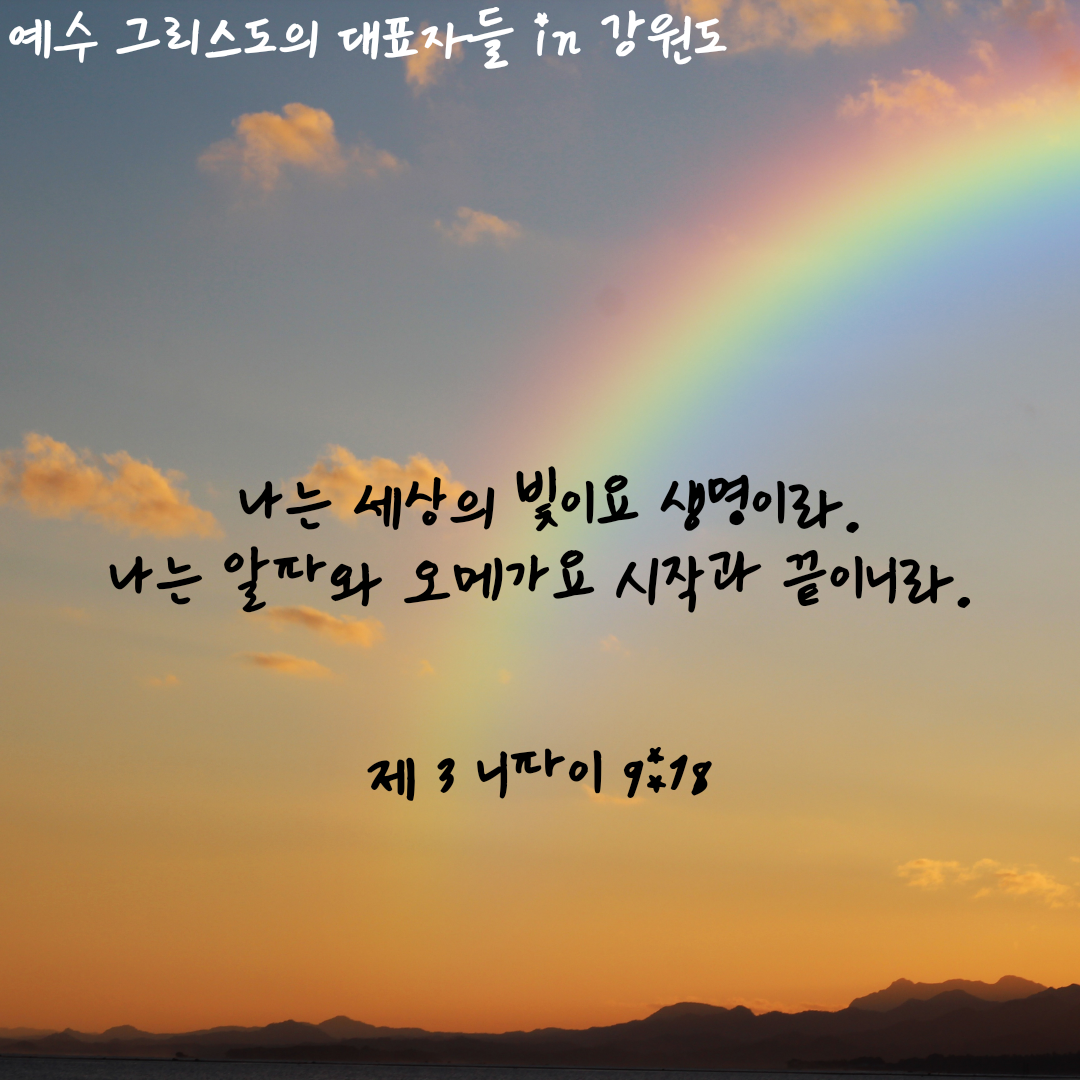 예수 그리스도의 대표자들 in 강원도
나는 세상의 빛이요 생명이라.
나는 알파와 오메가요 시작과 끝이니라.
제 3 니파이 9:18